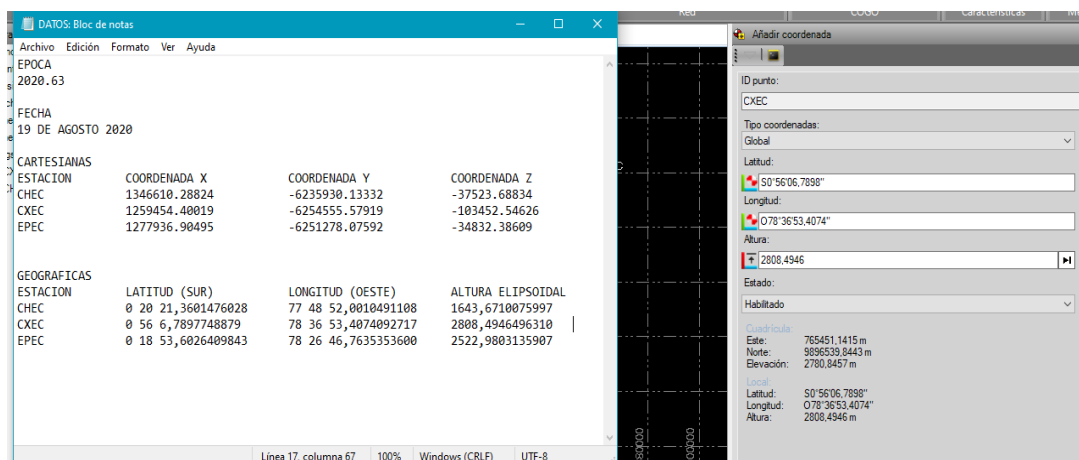 DATOS: Bloc de notas
Archivo Edición Formato Ver Ayuda
EPOCA
2020.63
FECHA
19 DE AGOSTO 2020
CARTESIANAS
ESTACION COORDENADA X COORDENADA Y COORDENADA Z
CHEC 1346610.28824 -6235930.13332 -37523.68834
CXEC 1259454.40019 -6254555.57919 -103452.54626
EPEC 1277936.90495 -6251278.07592 -34832.38609
GEOGRAFICAS
ESTACION LATITUD (SUR) LONGITUD (OESTE) ALTURA ELIPSOIDAL
CHEC 0 20 21,3601476028 77 48 52,0010491108 1643,6710075997
CXEC 0 56 6,7897748879 78 36 53,4074092717 2808,4946496310
EPEC 0 18 53,6026409843 78 26 46,7635353600 2522,9803135907
Línea 17, columna 67 100% Windows (CRLF) UTF-8
Red COGO Características
Añadir coordenada
ID punto:
CXEC
Tipo coordenadas:
Global
Latitud:
S0°56'06,7898"
Longitud:
O78°36'53,4074"
Altura:
2808,4946
Estado:
Habilitado
Cuadrícula:
Este: 765451,1415 m
Norte: 9896539,8443 m
Elevación: 2780,8457 m
Local:
Latitud: S0°56'06,7898"
Longitud: O78°36'53,4074"
Altura: 2808,4946 m